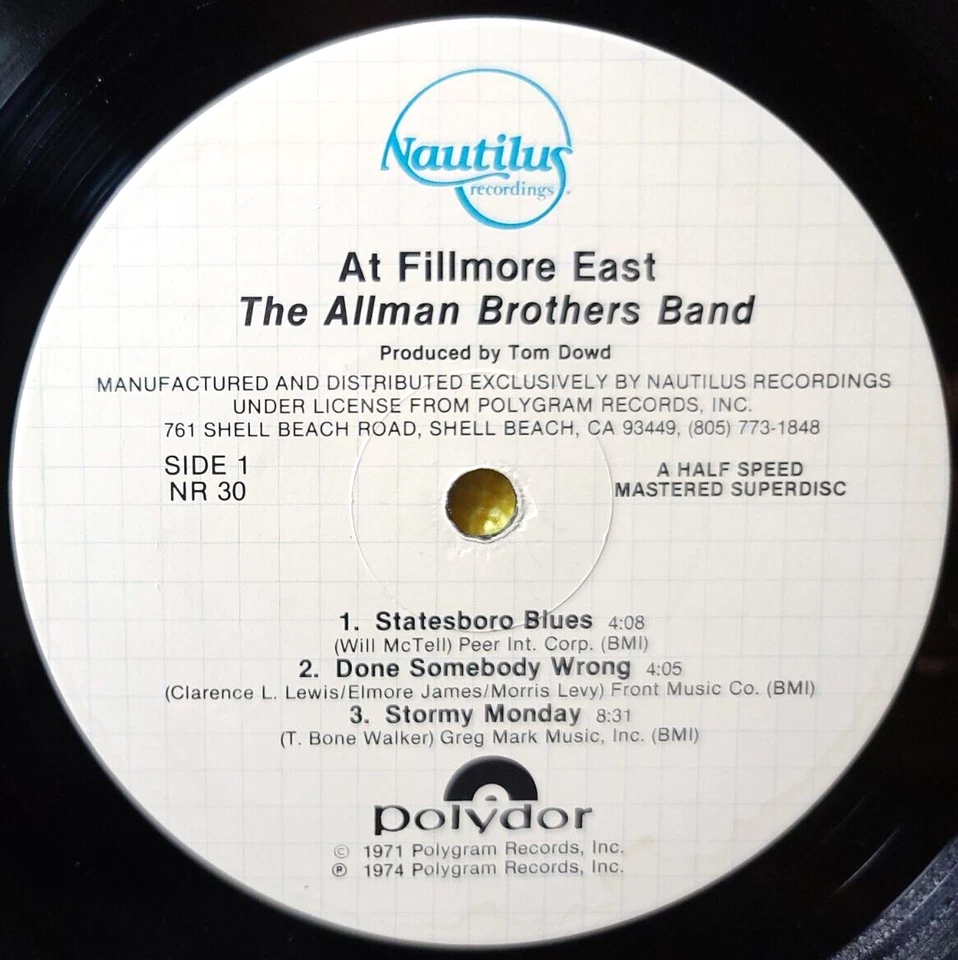 Nautilus
recordings
At Fillmore East
The Allman Brothers Band
Produced by Tom Dowd
MANUFACTURED AND DISTRIBUTED EXCLUSIVELY BY NAUTILUS RECORDINGS
UNDER LICENSE FROM POLYGRAM RECORDS, INC.
761 SHELL BEACH ROAD, SHELL BEACH, CA 93449, (805) 773-1848
SIDE 1
NR 30
A HALF SPEED
MASTERED SUPERDISC
1. Statesboro Blues 4:08
(Will McTell) Peer Int. Corp. (BMI)
2. Done Somebody Wrong 4:05
(Clarence L. Lewis/Elmore James/Morris Levy) Front Music Co. (BMI)
3. Stormy Monday 8:31
(T. Bone Walker) Greg Mark Music, Inc. (BMI)
polydor
© 1971 Polygram Records, Inc.
℗ 1974 Polygram Records, Inc.